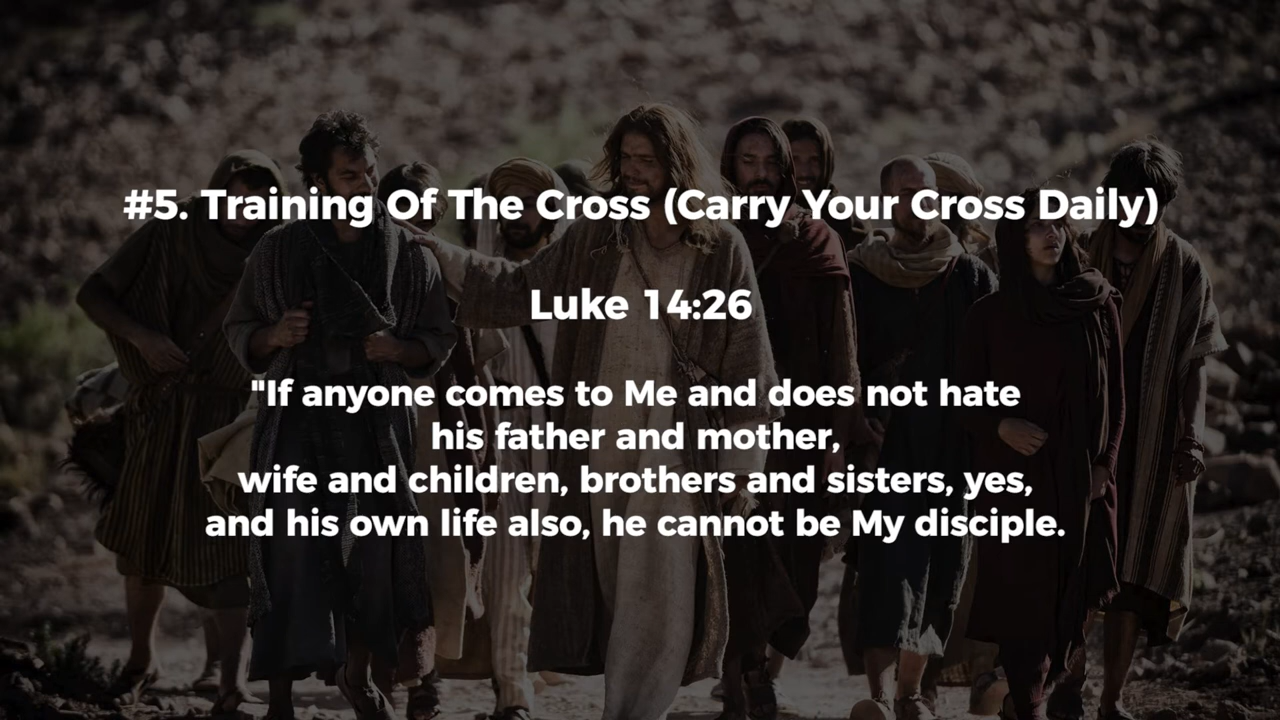 #5. Training Of The Cross (Carry Your Cross Daily)
Luke 14:26
"If anyone comes to Me and does not hate
his father and mother,
wife and children, brothers and sisters, yes,
and his own life also, he cannot be My disciple.